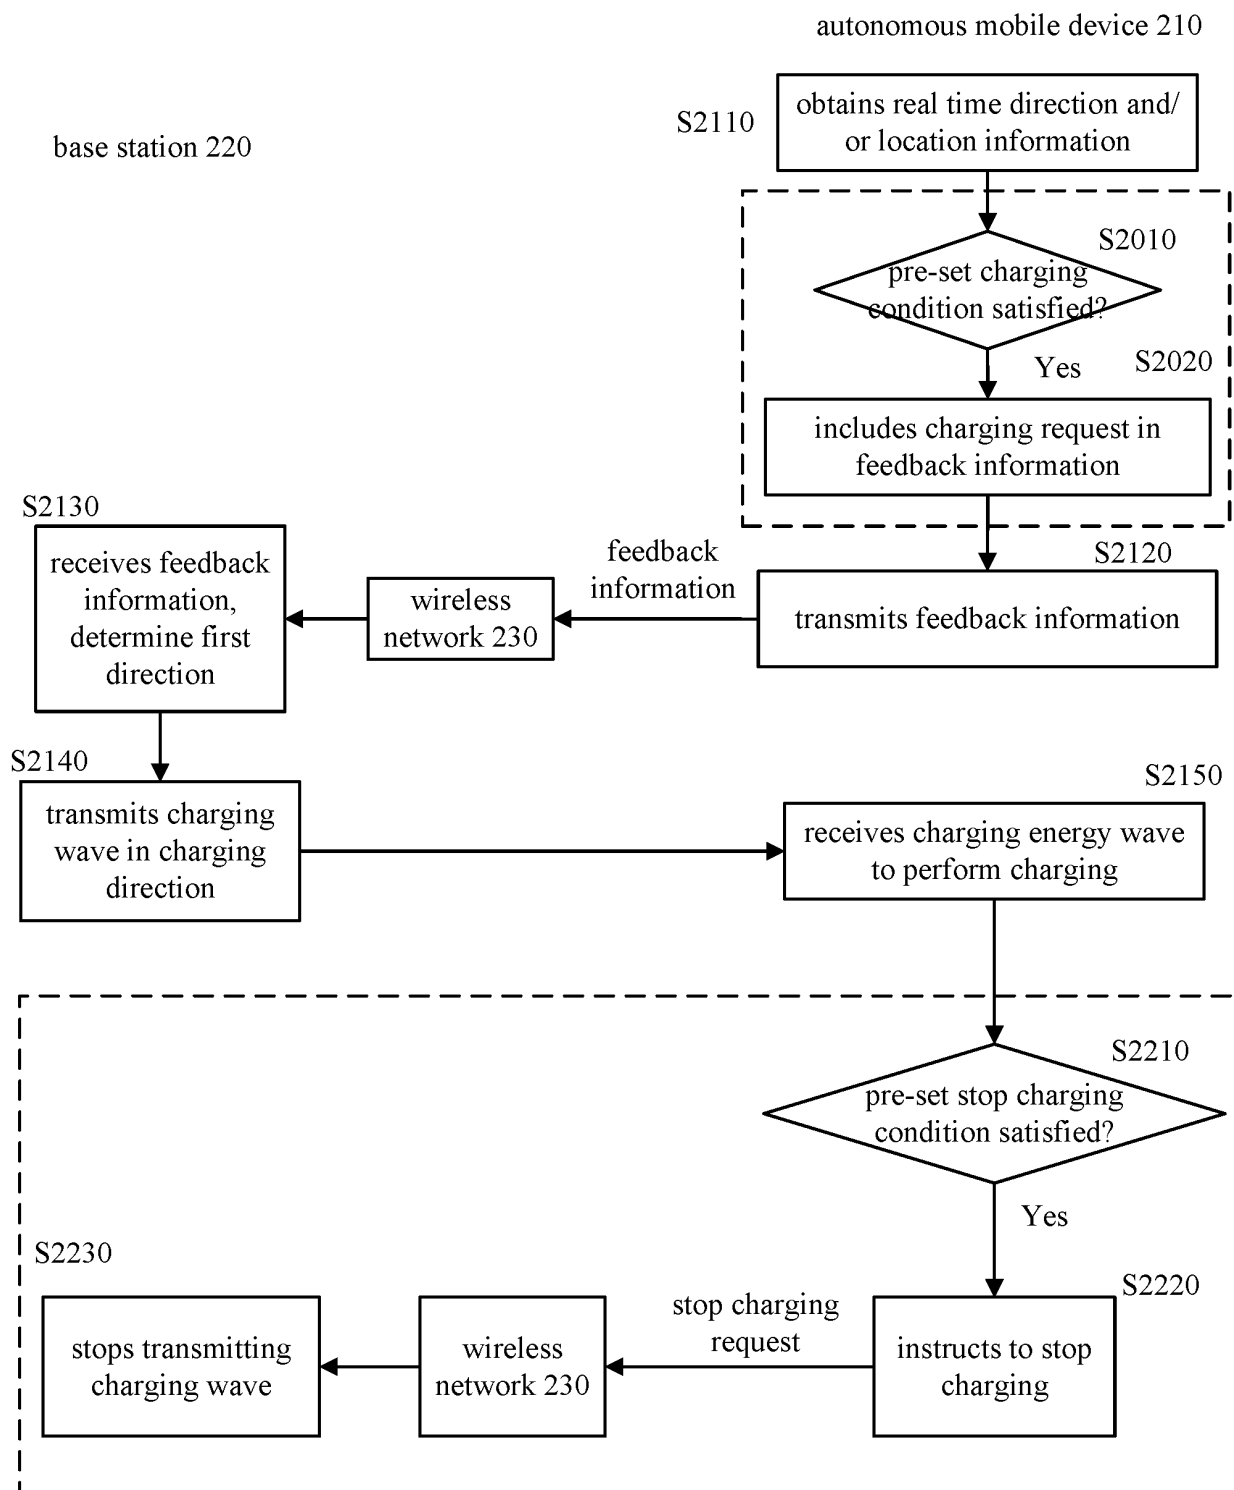 autonomous mobile device 210
base station 220
S2110
obtains real time direction and/
or location information
S2010
pre-set charging
condition satisfied?
Yes
S2020
includes charging request in
feedback information
S2120
transmits feedback information
feedback
information
wireless
network 230
S2130
receives feedback
information,
determine first
direction
S2140
transmits charging
wave in charging
direction
S2150
receives charging energy wave
to perform charging
S2210
pre-set stop charging
condition satisfied?
Yes
S2220
instructs to stop
charging
stop charging
request
wireless
network 230
S2230
stops transmitting
charging wave